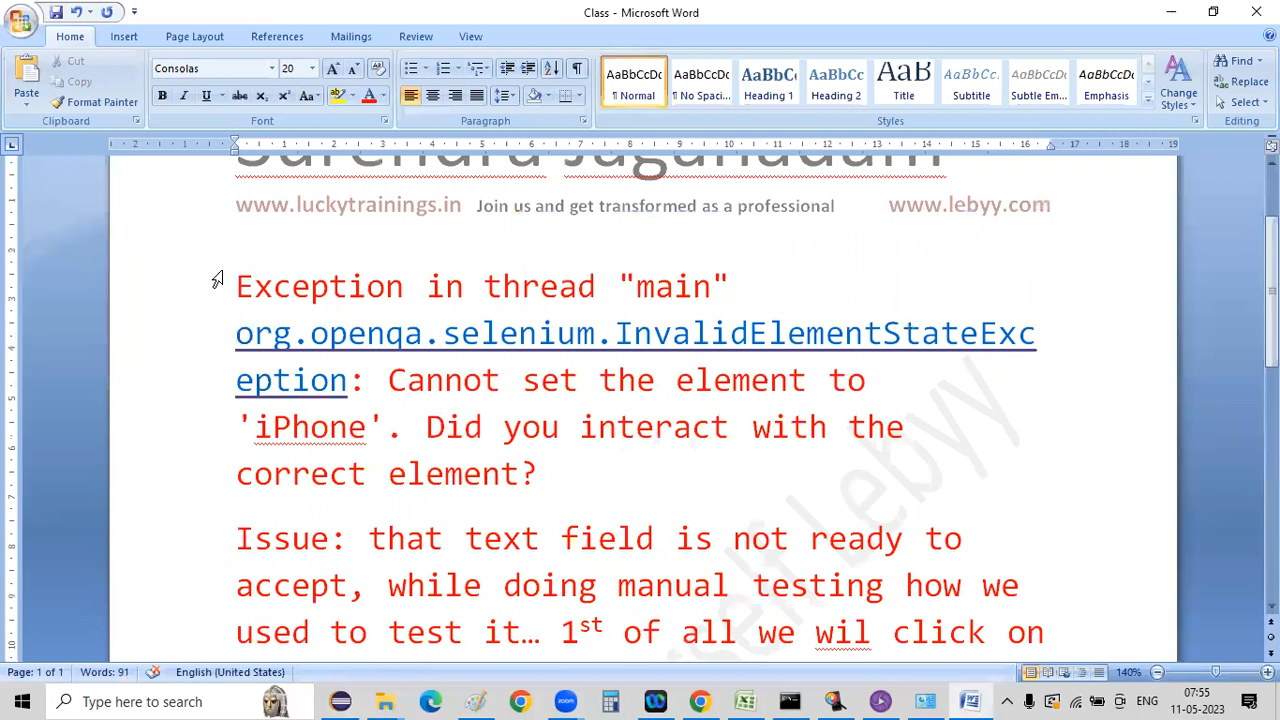 Class - Microsoft Word
Home Insert Page Layout References Mailings Review View
Paste
Cut
Copy
Format Painter
Clipboard
Consolas 20
Font
Paragraph
AaBbCcDc AaBbCcDc AaBbCc AaBbCc AaB AaBbCc. AaBbCcDc AaBbCcDc
¶ Normal ¶ No Spaci... Heading 1 Heading 2 Title Subtitle Subtle Em... Emphasis
Change Styles
Styles
Find
Replace
Select
Editing
Surendra Jaganadam
www.luckytrainings.in Join us and get transformed as a professional www.lebyy.com
Exception in thread "main"
org.openqa.selenium.InvalidElementStateExc
eption: Cannot set the element to
'iPhone'. Did you interact with the
correct element?
Issue: that text field is not ready to
accept, while doing manual testing how we
used to test it… 1st of all we wil click on
Page: 1 of 1 Words: 91 English (United States) 140%
Type here to search
ENG
07:55
11-05-2023